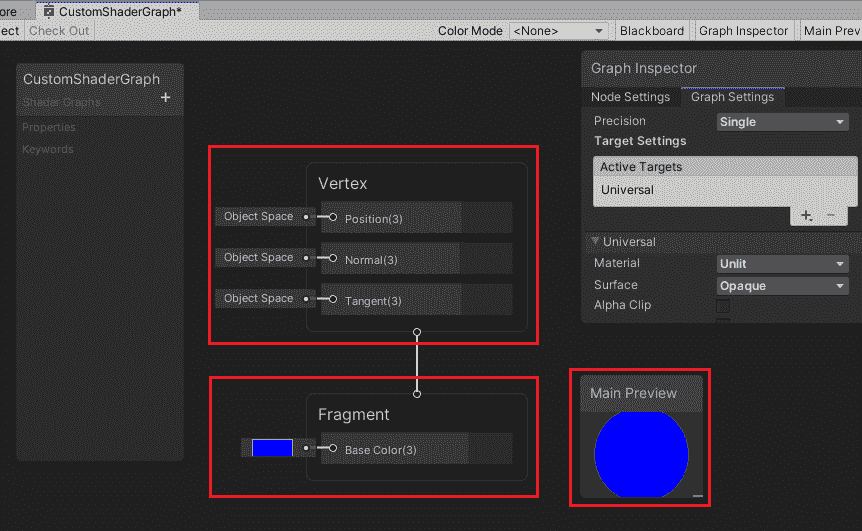 ore
CustomShaderGraph*
ect
Check Out
Color Mode
<None>
Blackboard
Graph Inspector
Main Prev
CustomShaderGraph
Shader Graphs
+
Properties
Keywords
Vertex
Object Space
Position(3)
Object Space
Normal(3)
Object Space
Tangent(3)
Fragment
Base Color(3)
Graph Inspector
Node Settings
Graph Settings
Precision
Single
Target Settings
Active Targets
Universal
+
−
Universal
Material
Unlit
Surface
Opaque
Alpha Clip
Main Preview